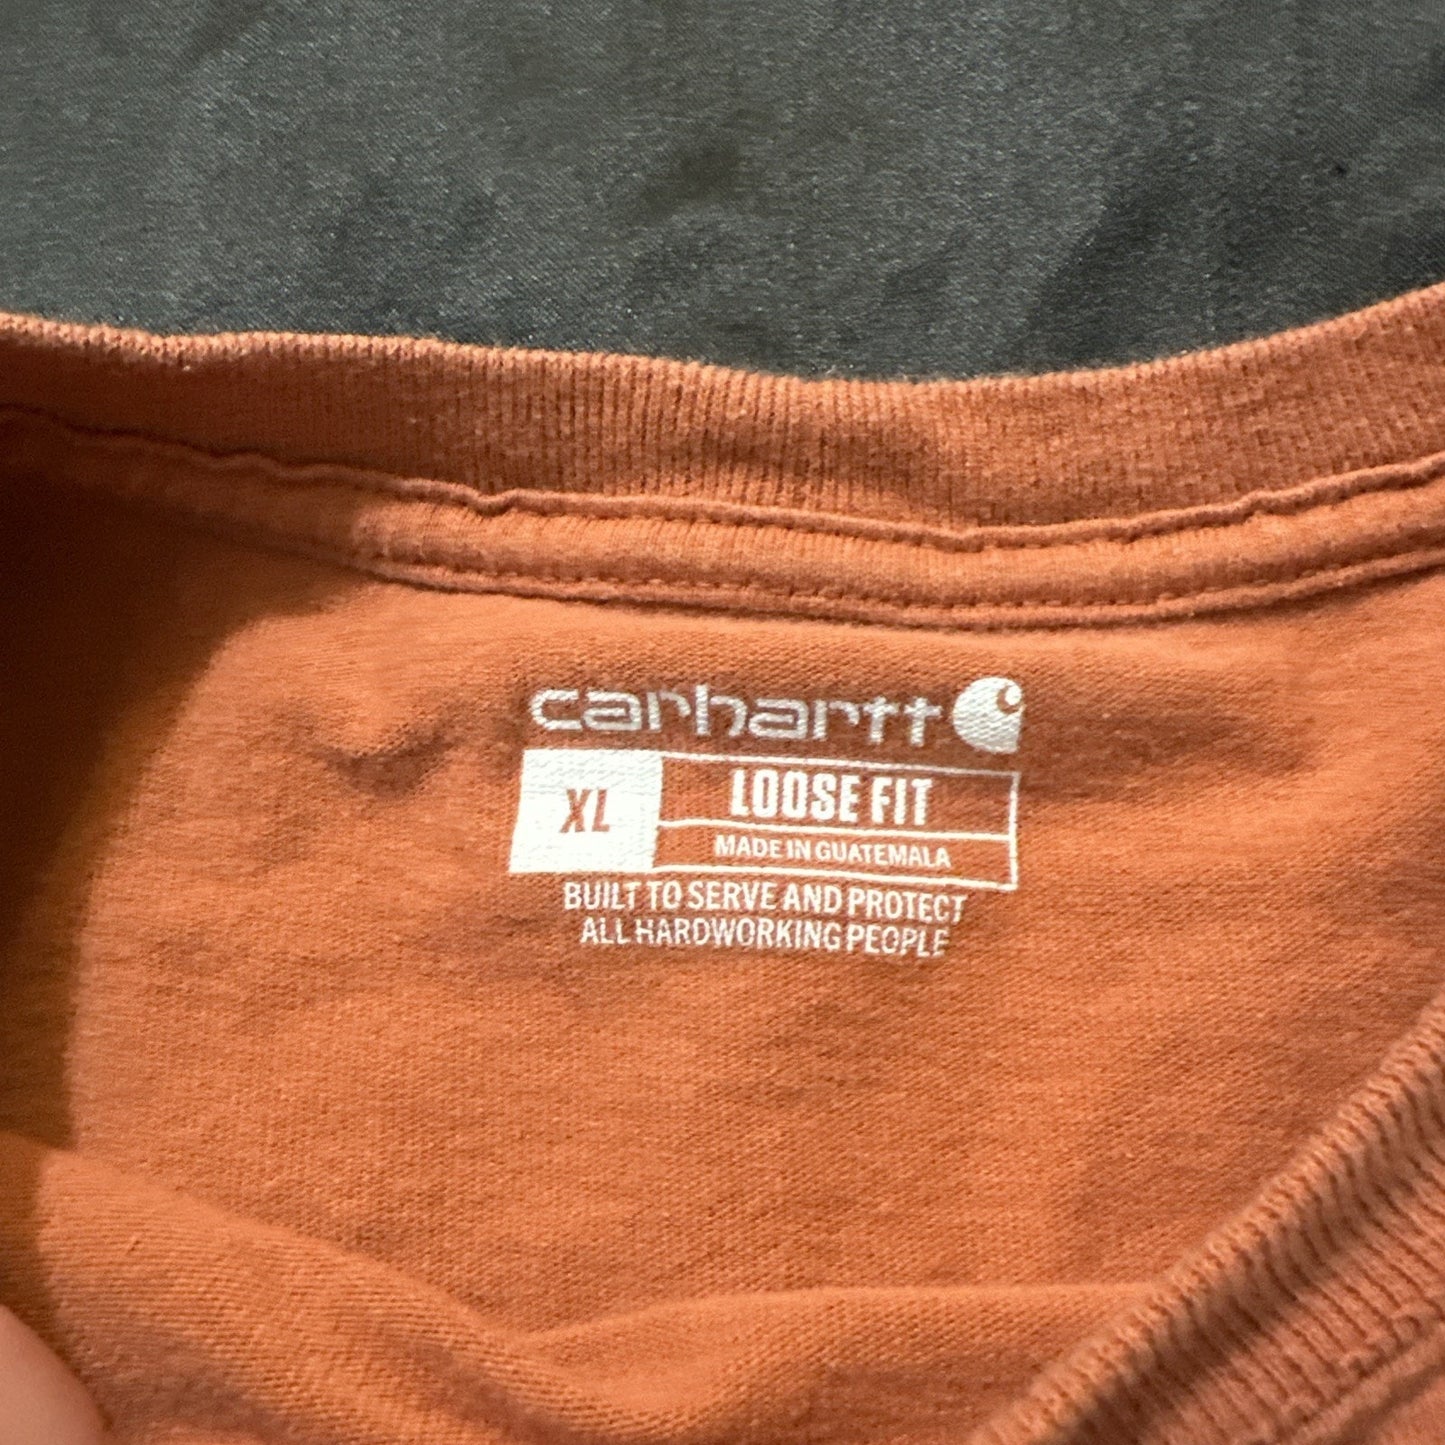 carhartt
XL
LOOSE FIT
MADE IN GUATEMALA
BUILT TO SERVE AND PROTECT
ALL HARDWORKING PEOPLE